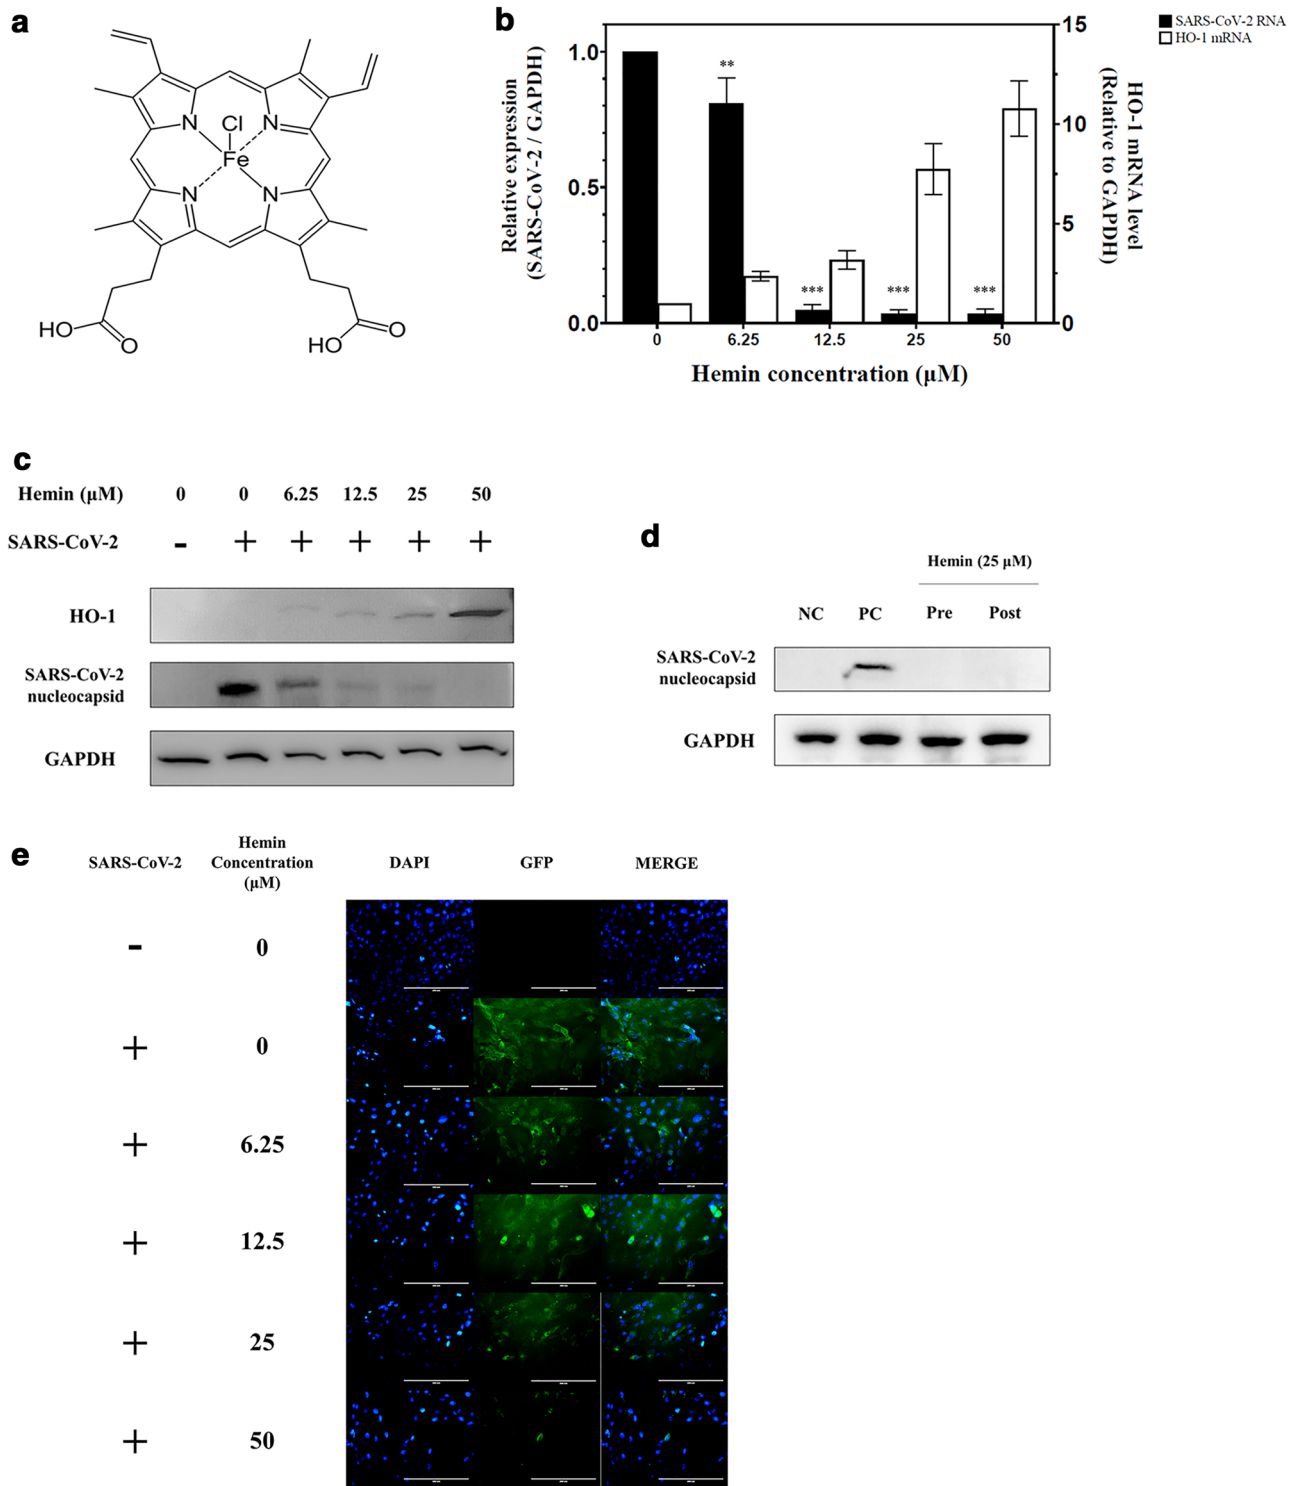 a
Cl
N
N
Fe
N
N
HO
O
HO
O
b
SARS-CoV-2 RNA
HO-1 mRNA
Relative expression
(SARS-CoV-2 / GAPDH)
1.0
0.5
0.0
**
***
***
***
15
10
5
0
HO-1 mRNA level
(Relative to GAPDH)
0 6.25 12.5 25 50
Hemin concentration (µM)
c
Hemin (µM) 0 0 6.25 12.5 25 50
SARS-CoV-2 - + + + + +
HO-1
SARS-CoV-2
nucleocapsid
GAPDH
d
Hemin (25 µM)
NC PC Pre Post
SARS-CoV-2
nucleocapsid
GAPDH
e
SARS-CoV-2
Hemin
Concentration
(µM)
DAPI GFP MERGE
- 0
+ 0
+ 6.25
+ 12.5
+ 25
+ 50